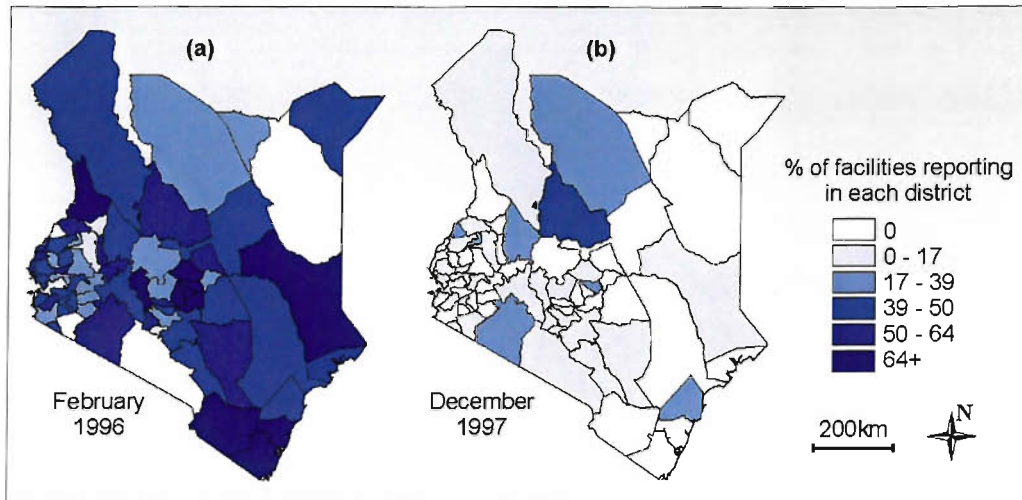 (a)
(b)
% of facilities reporting
in each district
0
0 - 17
17 - 39
39 - 50
50 - 64
64+
February
1996
December
1997
200km
N